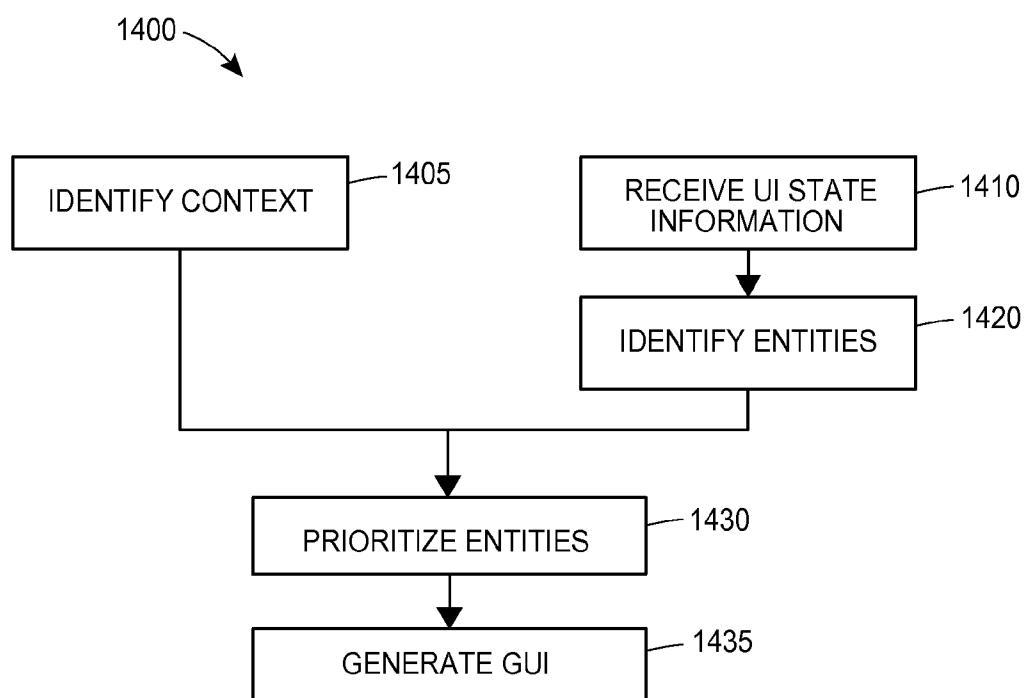 1400
IDENTIFY CONTEXT
1405
RECEIVE UI STATE
INFORMATION
1410
IDENTIFY ENTITIES
1420
PRIORITIZE ENTITIES
1430
GENERATE GUI
1435